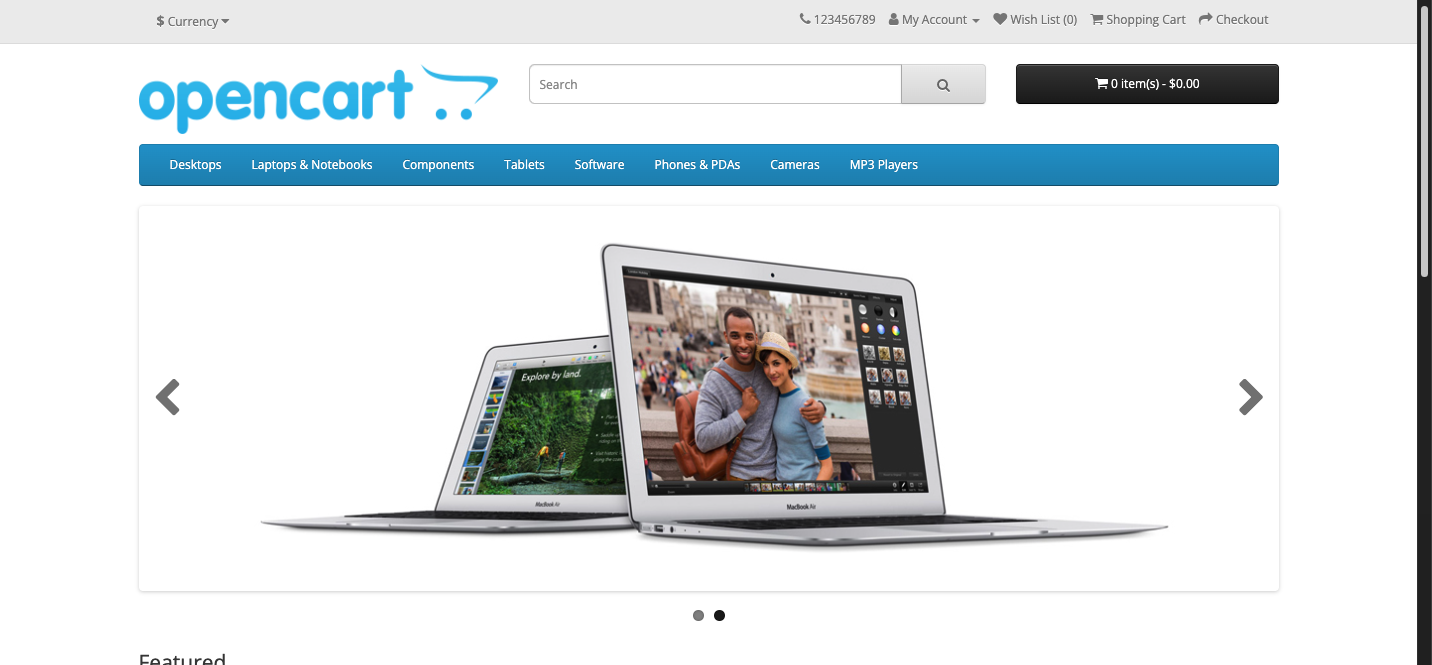 $ Currency
123456789 My Account Wish List (0) Shopping Cart Checkout
opencart
Search
0 item(s) - $0.00
Desktops Laptops & Notebooks Components Tablets Software Phones & PDAs Cameras MP3 Players
Explore by land.
MacBook Air
MacBook Air
Featured